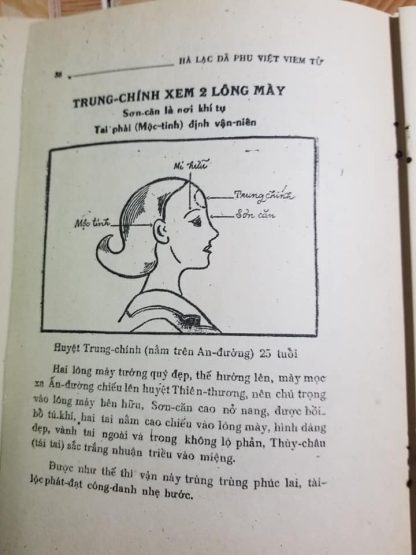 38
HÀ LẠC DÃ PHU VIỆT VIÊM TỬ
TRUNG-CHÍNH XEM 2 LÔNG MÀY
Sơn-căn là nơi khí tụ
Tai phải (Mộc-tinh) định vận-niên
Mi hữu
Trung chính
Sơn căn
Mộc tinh
Huyệt Trung-chính (nằm trên Ấn-đường) 25 tuổi
Hai lông mày tướng quý đẹp, thế hướng lên, mày mọc
xa Ấn-đường chiếu lên huyệt Thiên-thương, nên chú trọng
vào lông mày bên hữu, Sơn-căn cao nở nang, được bồi-
bổ tú.khí, hai tai nằm cao chiếu vào lông mày, hình dáng
đẹp, vành tai ngoài và trong không lộ phản, Thùy-châu
(tái tai) sắc trắng nhuận triều vào miệng.
Được như thế thì vận này trùng trùng phúc lai, tài-
lộc phát-đạt công-danh nhẹ bước.